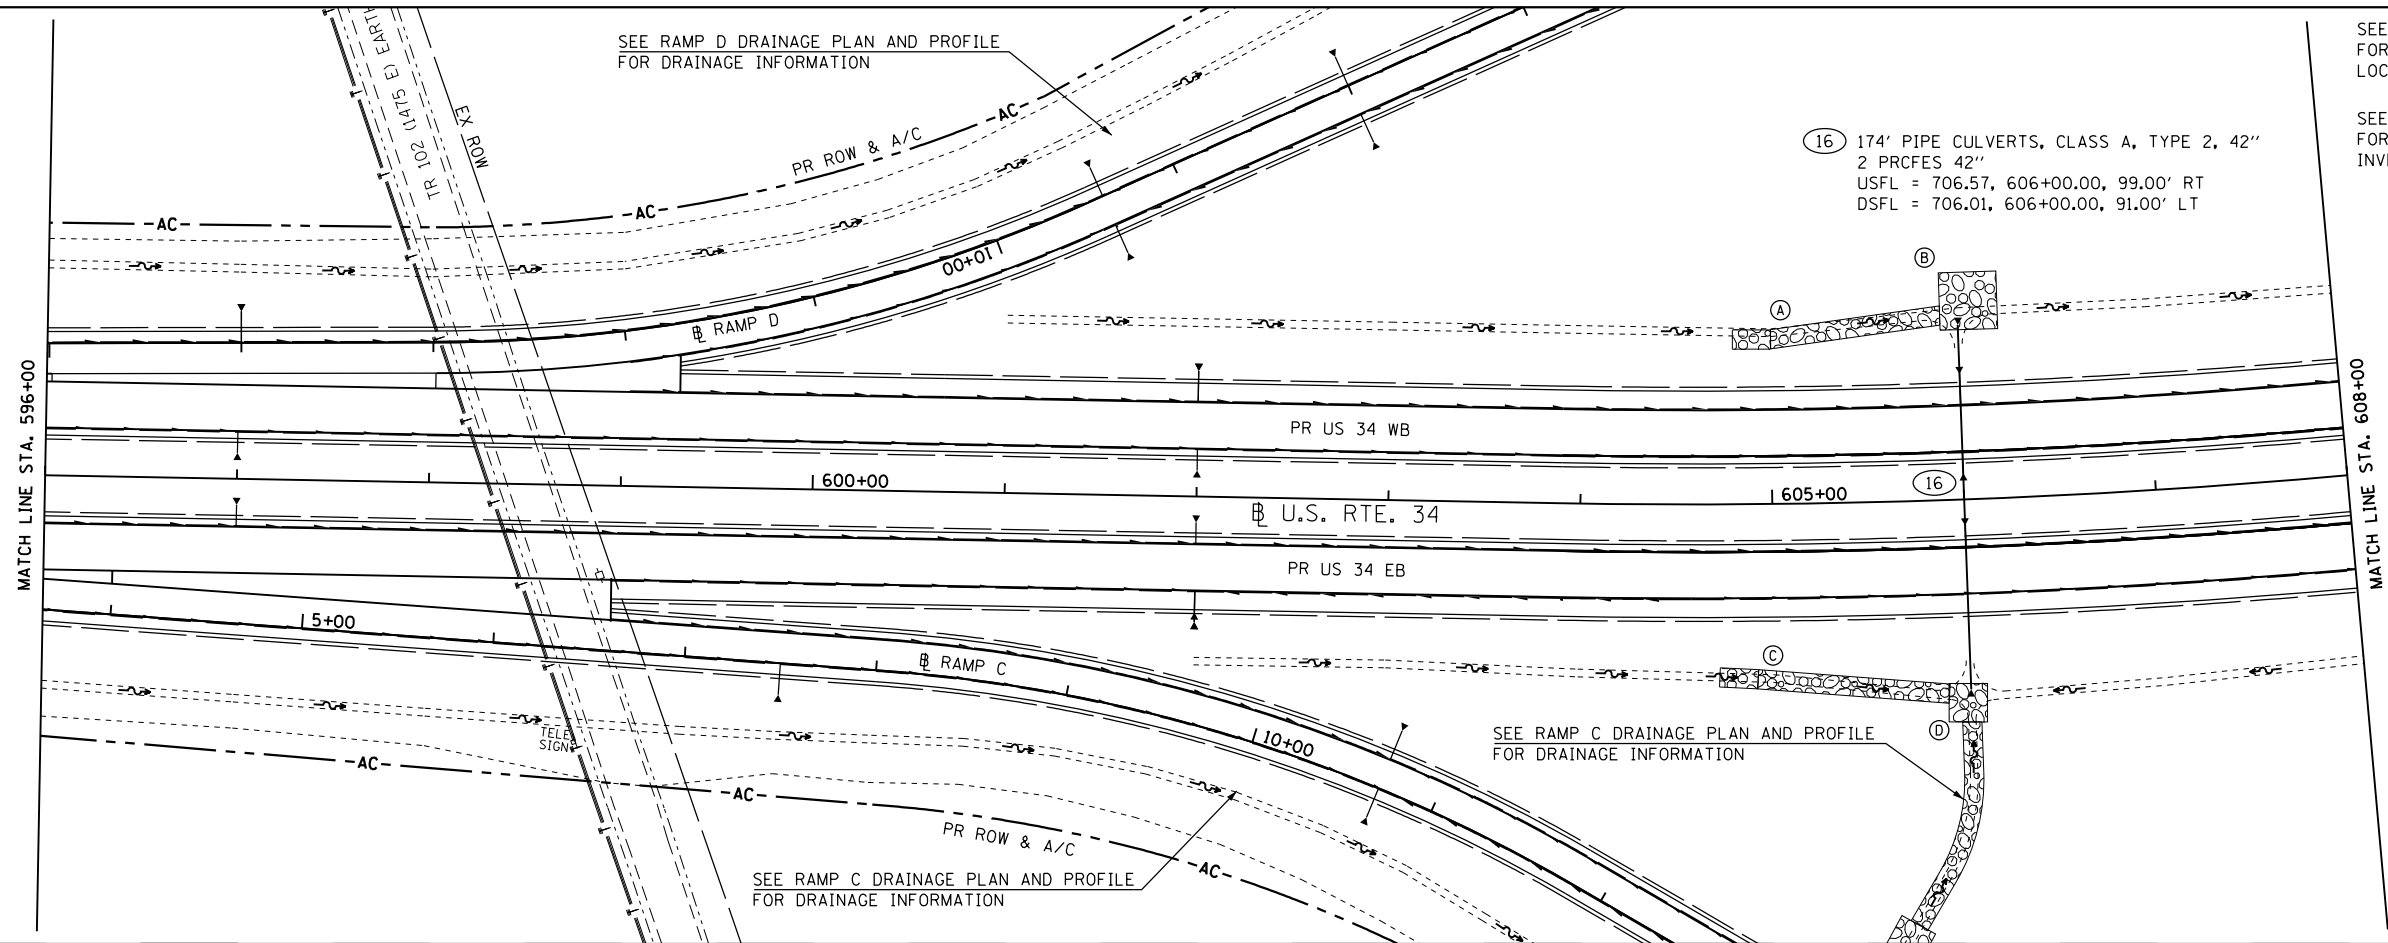 SEE RAMP D DRAINAGE PLAN AND PROFILE
FOR DRAINAGE INFORMATION
TR 102 (1475 E) EARTH
EX ROW
SEE
FOR
LOC
SEE
FOR
INV
16 174' PIPE CULVERTS, CLASS A, TYPE 2, 42''
2 PRCFES 42''
USFL = 706.57, 606+00.00, 99.00' RT
DSFL = 706.01, 606+00.00, 91.00' LT
PR ROW & A/C
AC
AC
AC
10+00
B
A
℄ RAMP D
MATCH LINE STA. 596+00
MATCH LINE STA. 608+00
PR US 34 WB
600+00
605+00
16
℄ U.S. RTE. 34
PR US 34 EB
5+00
℄ RAMP C
C
D
10+00
TELE
SIGN
SEE RAMP C DRAINAGE PLAN AND PROFILE
FOR DRAINAGE INFORMATION
AC
AC
AC
PR ROW & A/C
SEE RAMP C DRAINAGE PLAN AND PROFILE
FOR DRAINAGE INFORMATION